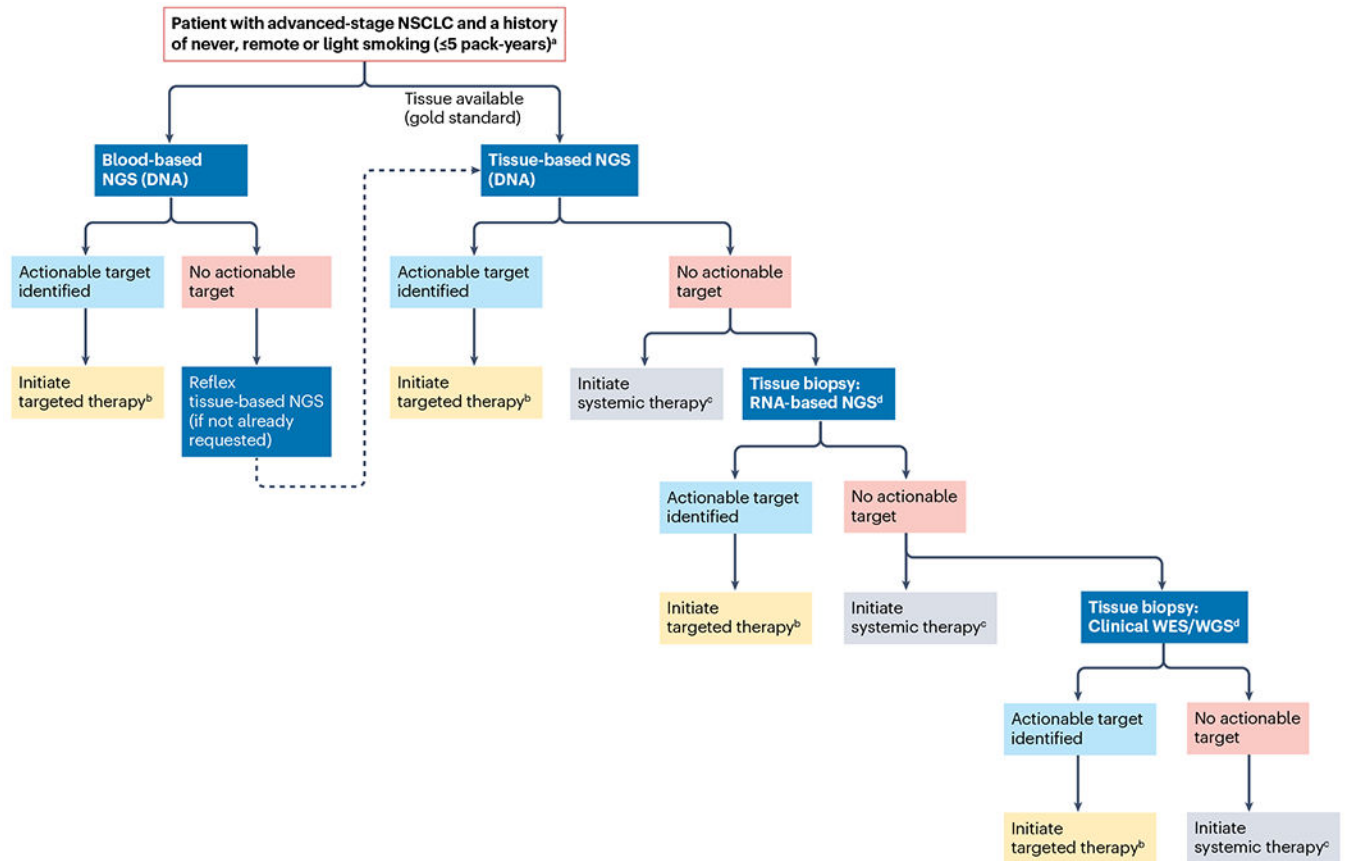 Patient with advanced-stage NSCLC and a history
of never, remote or light smoking (≤5 pack-years)ᵃ
Tissue available
(gold standard)
Blood-based
NGS (DNA)
Tissue-based NGS
(DNA)
Actionable target
identified
No actionable
target
Actionable target
identified
No actionable
target
Initiate
targeted therapyᵇ
Reflex
tissue-based NGS
(if not already
requested)
Initiate
targeted therapyᵇ
Initiate
systemic therapyᶜ
Tissue biopsy:
RNA-based NGSᵈ
Actionable target
identified
No actionable
target
Initiate
targeted therapyᵇ
Initiate
systemic therapyᶜ
Tissue biopsy:
Clinical WES/WGSᵈ
Actionable target
identified
No actionable
target
Initiate
targeted therapyᵇ
Initiate
systemic therapyᶜ